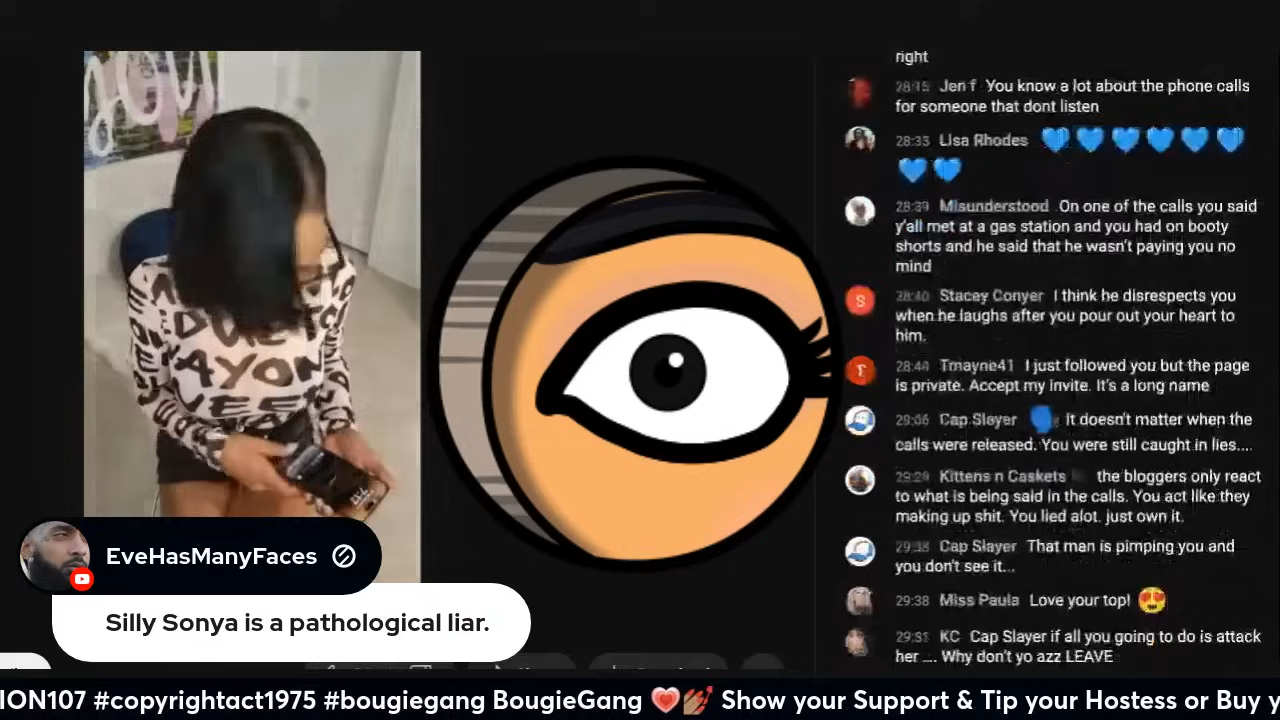 right
28:15 Jen f You know a lot about the phone calls
for someone that dont listen
28:33 Lisa Rhodes 💙💙💙💙💙💙
💙💙
28:39 Misunderstood On one of the calls you said
y'all met at a gas station and you had on booty
shorts and he said that he wasn't paying you no
mind
28:40 Stacey Conyer I think he disrespects you
when he laughs after you pour out your heart to
him.
28:44 Tmayne41 I just followed you but the page
is private. Accept my invite. It's a long name
29:06 Cap Slayer It doesn't matter when the
calls were released. You were still caught in lies....
29:29 Kittens n Caskets the bloggers only react
to what is being said in the calls. You act like they
making up shit. You lied alot. just own it.
29:38 Cap Slayer That man is pimping you and
you don't see it...
29:38 Miss Paula Love your top! 😍
KC Cap Slayer if all you going to do is attack
her .... Why don't yo azz LEAVE
EveHasManyFaces
Silly Sonya is a pathological liar.
ION107 #copyrightact1975 #bougiegang BougieGang 💗💅🏽 Show your Support & Tip your Hostess or Buy y